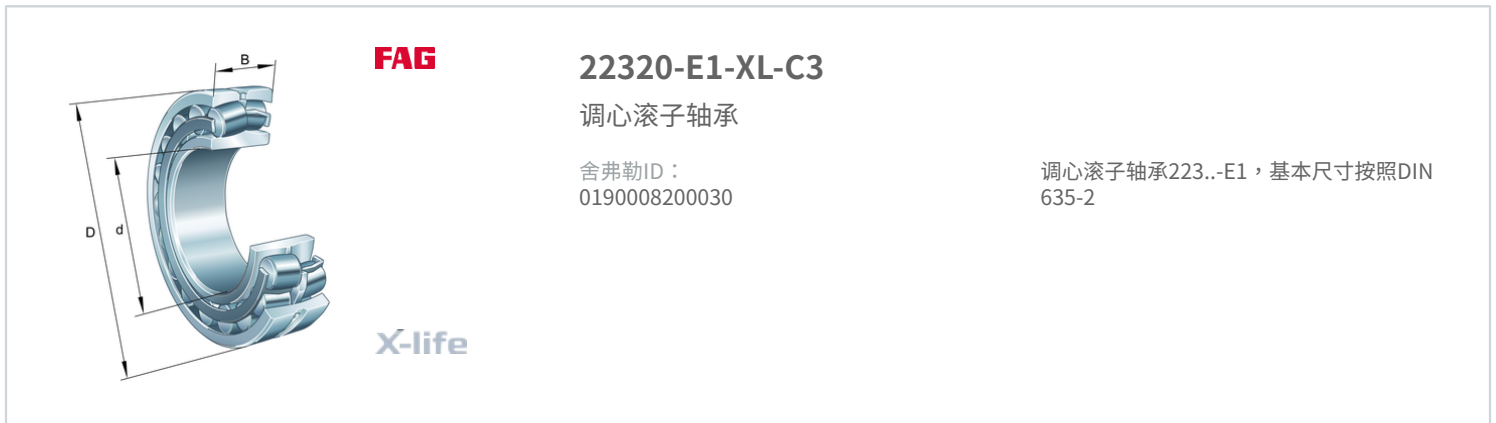 B
FAG
22320-E1-XL-C3
调心滚子轴承
舍弗勒ID：
0190008200030
调心滚子轴承223..-E1，基本尺寸按照DIN
635-2
D
d
X-life